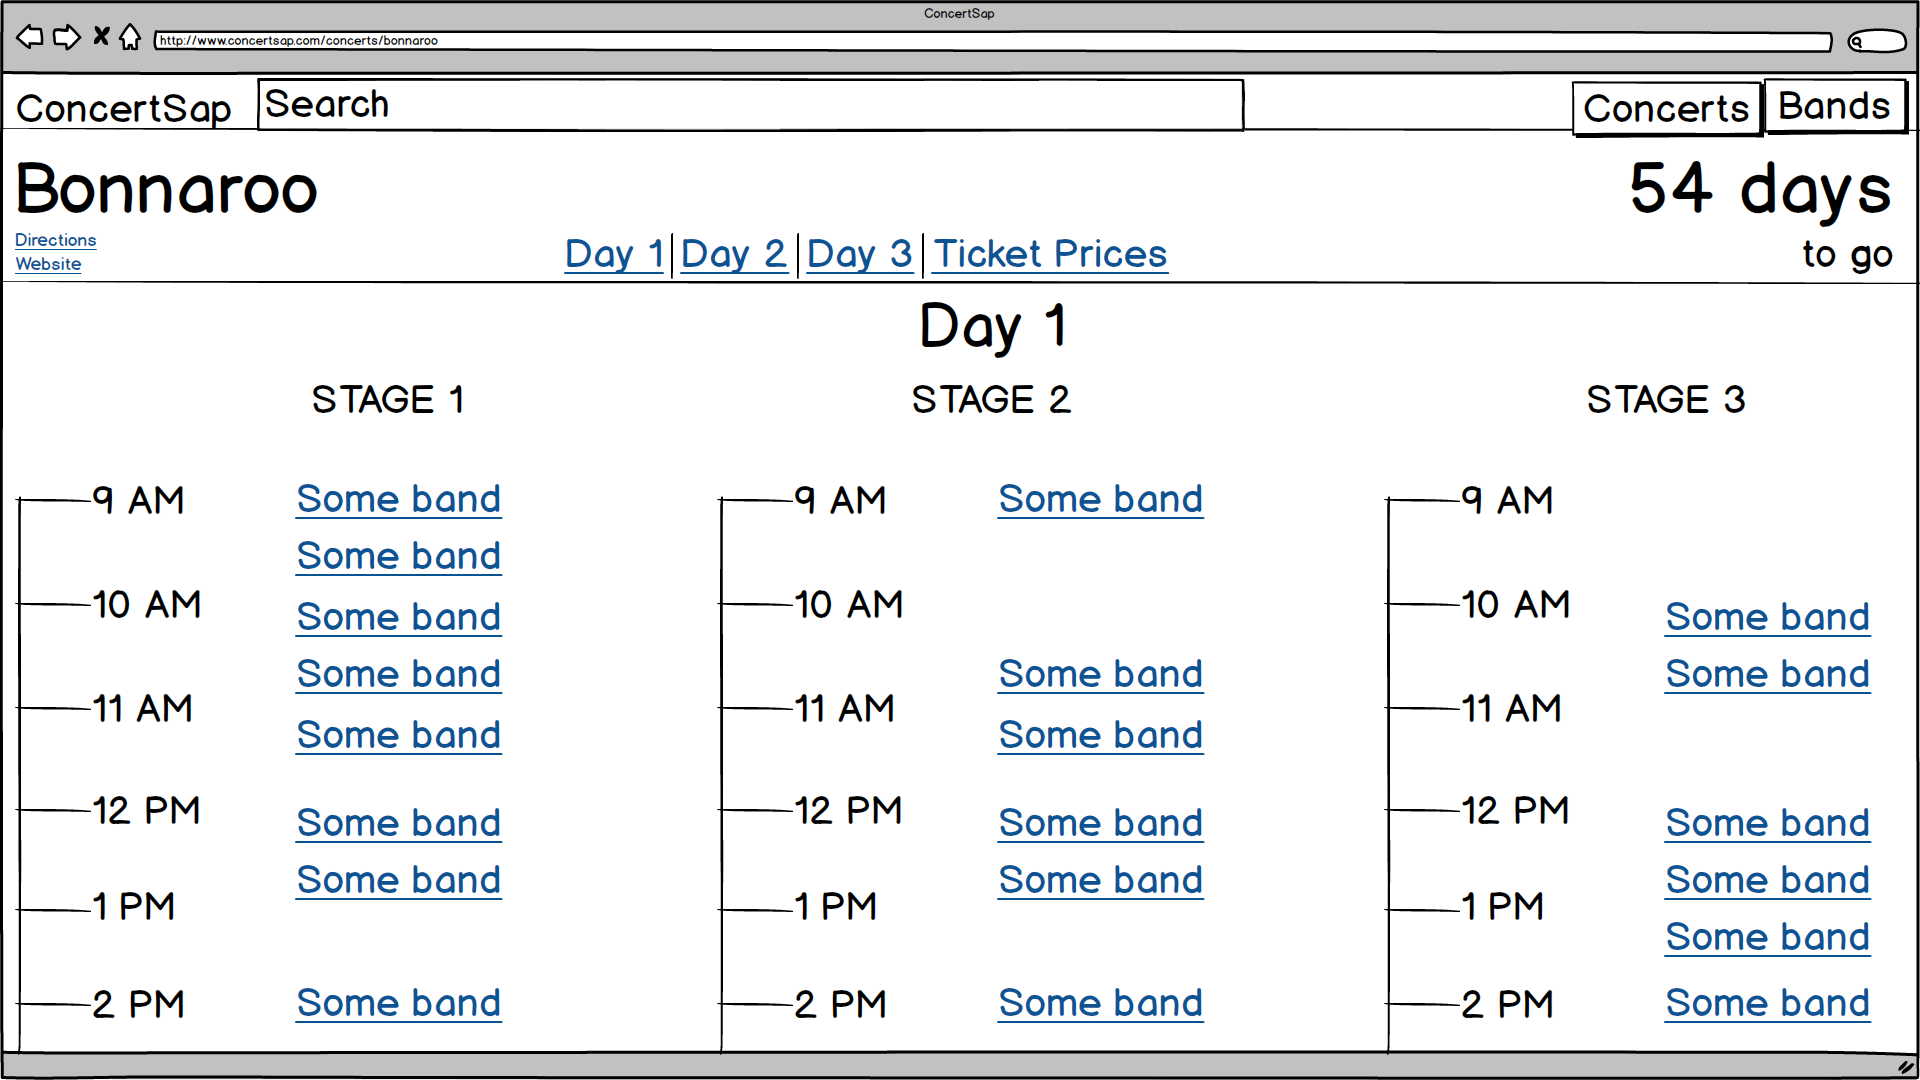 ConcertSap
http://www.concertsap.com/concerts/bonnaroo
ConcertSap Search Concerts Bands
Bonnaroo 54 days
Directions
Website
Day 1 Day 2 Day 3 Ticket Prices
to go
Day 1
STAGE 1
9 AM Some band
Some band
10 AM Some band
Some band
11 AM Some band
12 PM Some band
Some band
1 PM
2 PM Some band
STAGE 2
9 AM Some band
10 AM
Some band
11 AM Some band
12 PM Some band
Some band
1 PM
2 PM Some band
STAGE 3
9 AM
10 AM Some band
Some band
11 AM
12 PM Some band
Some band
1 PM
Some band
2 PM Some band